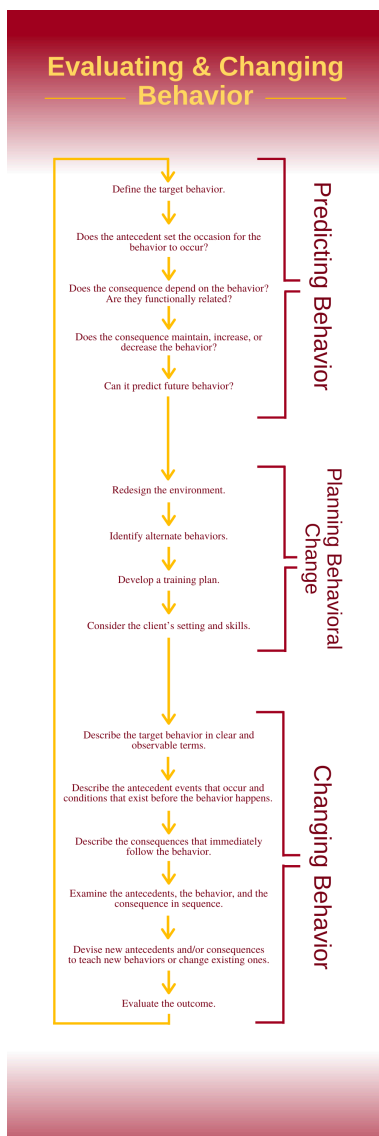 Evaluating & Changing
Behavior
Define the target behavior.
Does the antecedent set the occasion for the
behavior to occur?
Does the consequence depend on the behavior?
Are they functionally related?
Does the consequence maintain, increase, or
decrease the behavior?
Can it predict future behavior?
Predicting Behavior
Redesign the environment.
Identify alternate behaviors.
Develop a training plan.
Consider the client’s setting and skills.
Planning Behavioral
Change
Describe the target behavior in clear and
observable terms.
Describe the antecedent events that occur and
conditions that exist before the behavior happens.
Describe the consequences that immediately
follow the behavior.
Examine the antecedents, the behavior, and the
consequence in sequence.
Devise new antecedents and/or consequences
to teach new behaviors or change existing ones.
Evaluate the outcome.
Changing Behavior